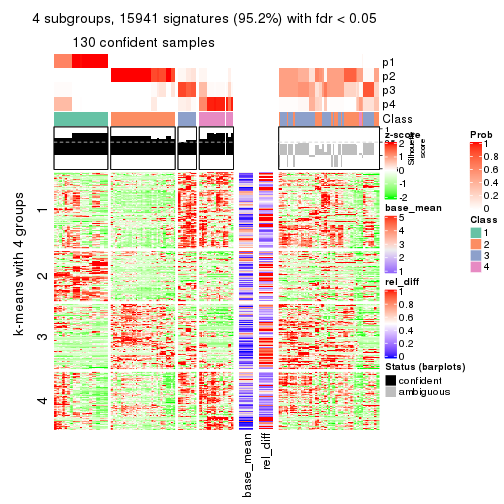 4 subgroups, 15941 signatures (95.2%) with fdr < 0.05
130 confident samples
p1
p2
p3
p4
Class
1
Silhouette
score
z-score
2
1
0
-1
-2
base_mean
5
4
3
2
1
rel_diff
1
0.8
0.6
0.4
0.2
0
Status (barplots)
confident
ambiguous
Prob
1
0.8
0.6
0.4
0.2
0
Class
1
2
3
4
k-means with 4 groups
1
2
3
4
base_mean
rel_diff